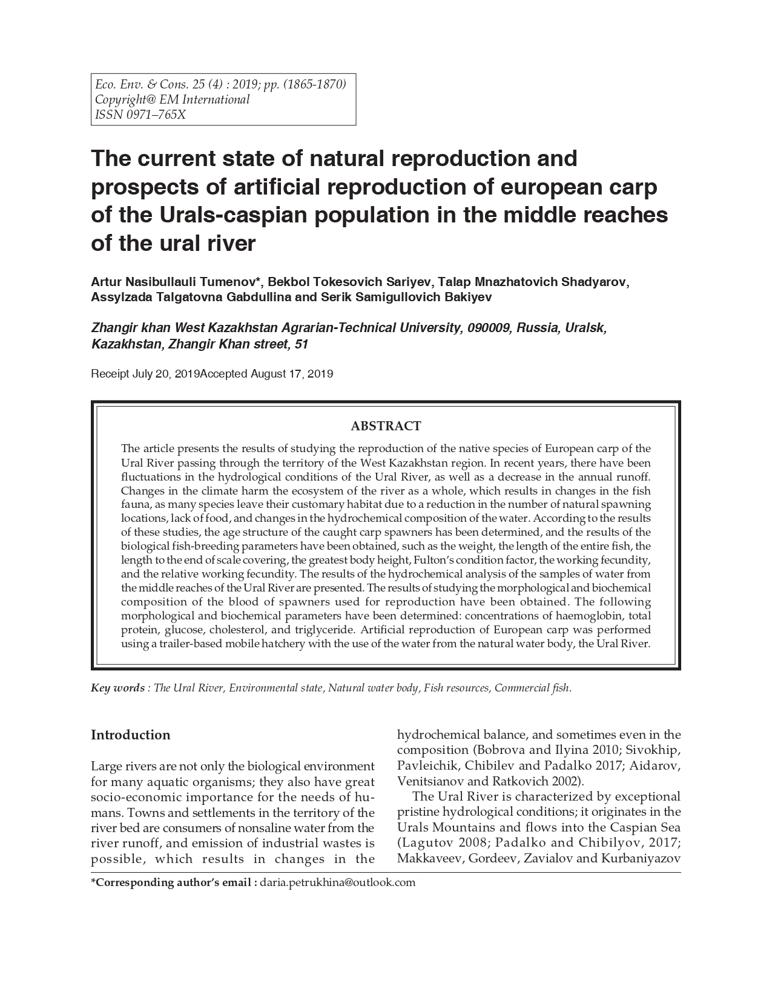 Eco. Env. & Cons. 25 (4) : 2019; pp. (1865-1870)
Copyright@ EM International
ISSN 0971–765X
The current state of natural reproduction and
prospects of artificial reproduction of european carp
of the Urals-caspian population in the middle reaches
of the ural river
Artur Nasibullauli Tumenov*, Bekbol Tokesovich Sariyev, Talap Mnazhatovich Shadyarov,
Assylzada Talgatovna Gabdullina and Serik Samigullovich Bakiyev
Zhangir khan West Kazakhstan Agrarian-Technical University, 090009, Russia, Uralsk,
Kazakhstan, Zhangir Khan street, 51
Receipt July 20, 2019Accepted August 17, 2019
ABSTRACT
The article presents the results of studying the reproduction of the native species of European carp of the
Ural River passing through the territory of the West Kazakhstan region. In recent years, there have been
fluctuations in the hydrological conditions of the Ural River, as well as a decrease in the annual runoff.
Changes in the climate harm the ecosystem of the river as a whole, which results in changes in the fish
fauna, as many species leave their customary habitat due to a reduction in the number of natural spawning
locations, lack of food, and changes in the hydrochemical composition of the water. According to the results
of these studies, the age structure of the caught carp spawners has been determined, and the results of the
biological fish-breeding parameters have been obtained, such as the weight, the length of the entire fish, the
length to the end of scale covering, the greatest body height, Fulton’s condition factor, the working fecundity,
and the relative working fecundity. The results of the hydrochemical analysis of the samples of water from
the middle reaches of the Ural River are presented. The results of studying the morphological and biochemical
composition of the blood of spawners used for reproduction have been obtained. The following
morphological and biochemical parameters have been determined: concentrations of haemoglobin, total
protein, glucose, cholesterol, and triglyceride. Artificial reproduction of European carp was performed
using a trailer-based mobile hatchery with the use of the water from the natural water body, the Ural River.
Key words : The Ural River, Environmental state, Natural water body, Fish resources, Commercial fish.
Introduction
Large rivers are not only the biological environment
for many aquatic organisms; they also have great
socio-economic importance for the needs of hu-
mans. Towns and settlements in the territory of the
river bed are consumers of nonsaline water from the
river runoff, and emission of industrial wastes is
possible, which results in changes in the
hydrochemical balance, and sometimes even in the
composition (Bobrova and Ilyina 2010; Sivokhip,
Pavleichik, Chibilev and Padalko 2017; Aidarov,
Venitsianov and Ratkovich 2002).
The Ural River is characterized by exceptional
pristine hydrological conditions; it originates in the
Urals Mountains and flows into the Caspian Sea
(Lagutov 2008; Padalko and Chibilyov, 2017;
Makkaveev, Gordeev, Zavialov and Kurbaniyazov
*Corresponding author’s email : daria.petrukhina@outlook.com